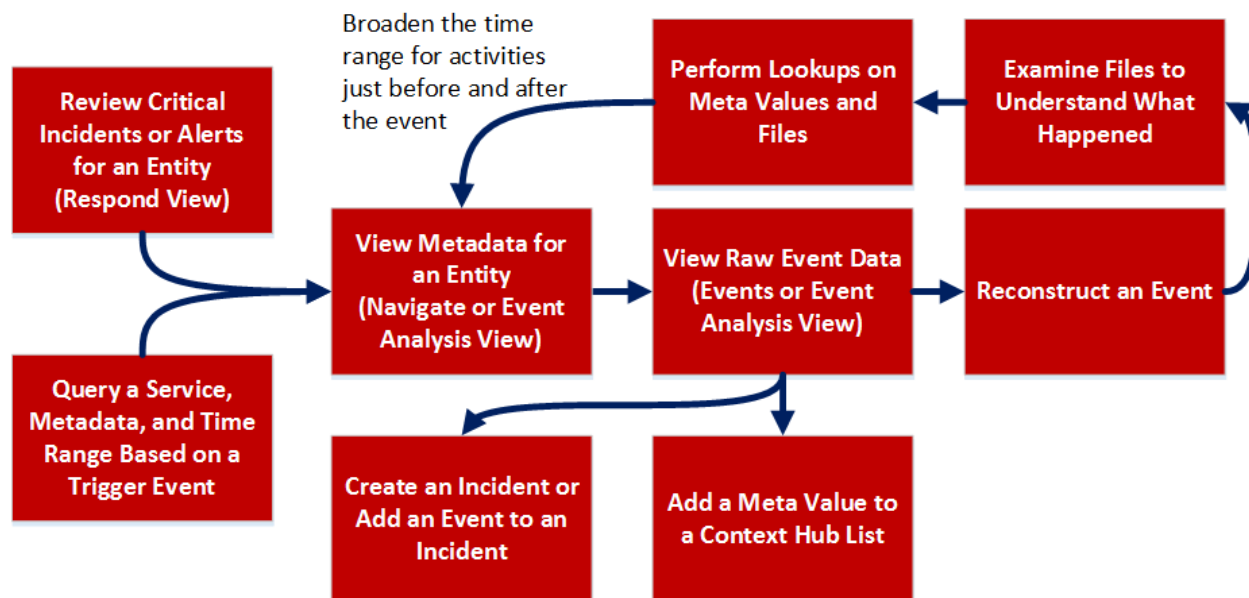 Broaden the time
range for activities
just before and after
the event
Review Critical
Incidents or Alerts
for an Entity
(Respond View)
Perform Lookups on
Meta Values and
Files
Examine Files to
Understand What
Happened
View Metadata for
an Entity
(Navigate or Event
Analysis View)
View Raw Event Data
(Events or Event
Analysis View)
Reconstruct an Event
Query a Service,
Metadata, and Time
Range Based on a
Trigger Event
Create an Incident or
Add an Event to an
Incident
Add a Meta Value to
a Context Hub List